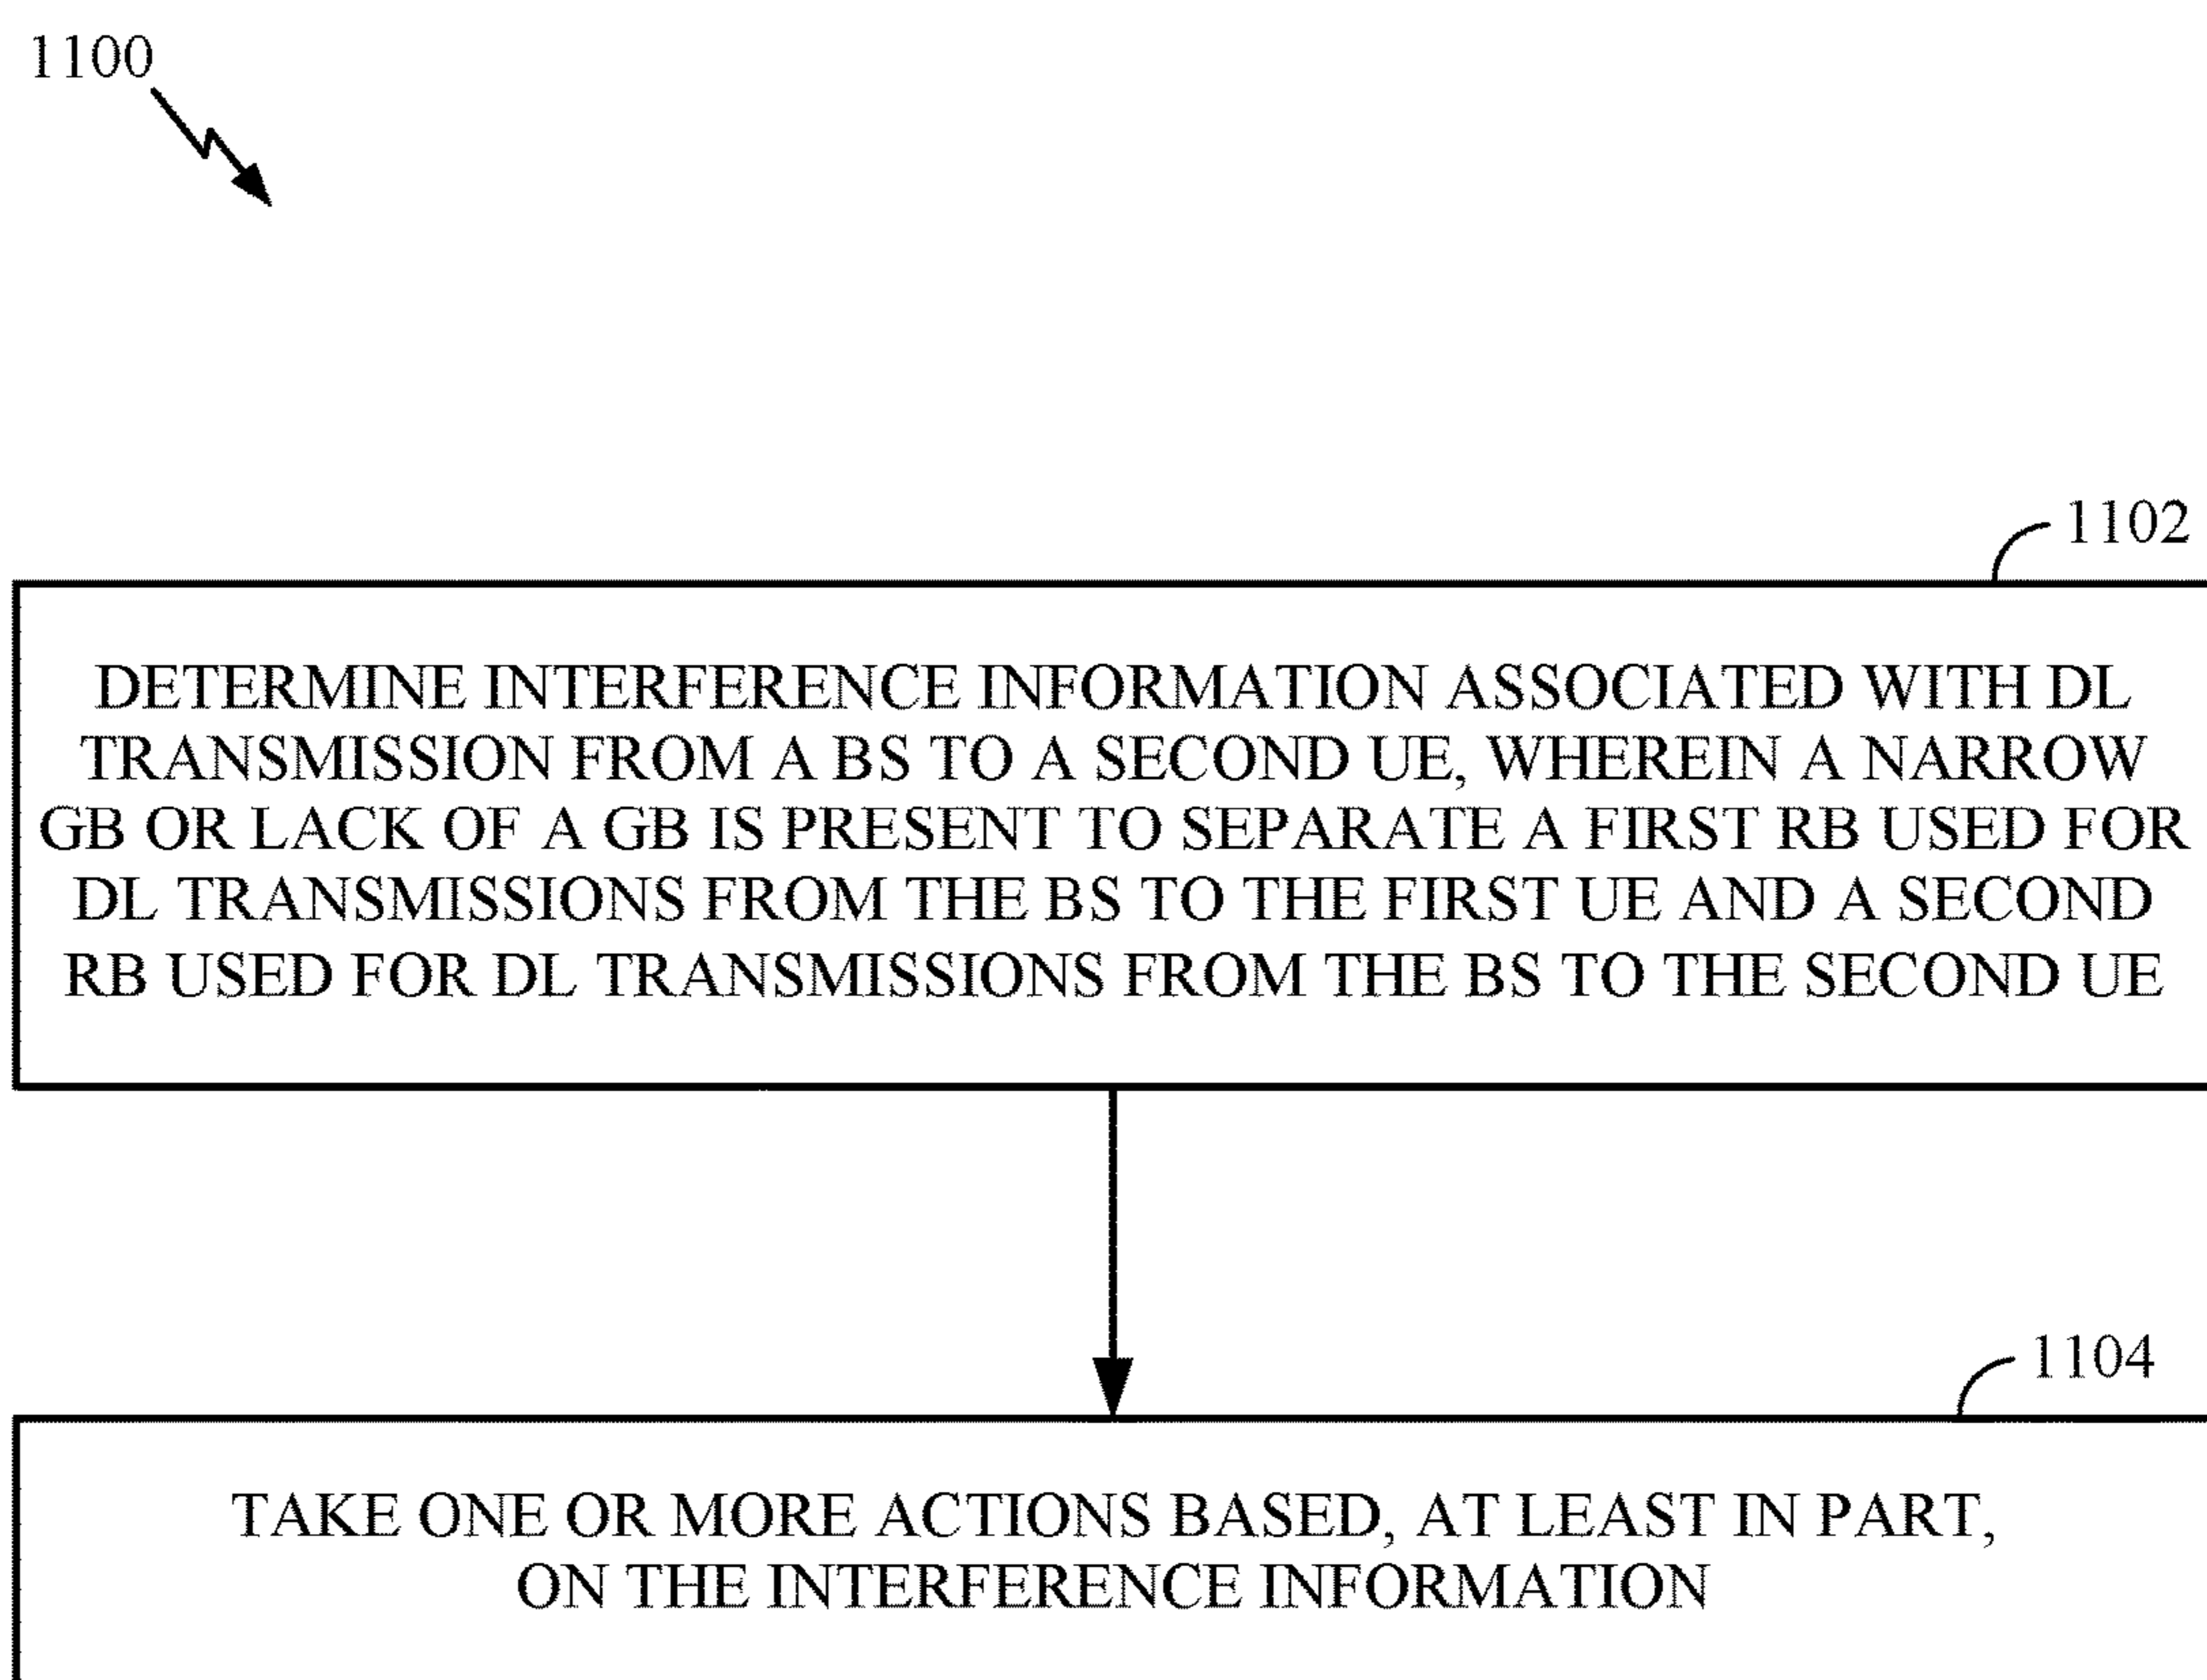 1100
1102
DETERMINE INTERFERENCE INFORMATION ASSOCIATED WITH DL
TRANSMISSION FROM A BS TO A SECOND UE, WHEREIN A NARROW
GB OR LACK OF A GB IS PRESENT TO SEPARATE A FIRST RB USED FOR
DL TRANSMISSIONS FROM THE BS TO THE FIRST UE AND A SECOND
RB USED FOR DL TRANSMISSIONS FROM THE BS TO THE SECOND UE
1104
TAKE ONE OR MORE ACTIONS BASED, AT LEAST IN PART,
ON THE INTERFERENCE INFORMATION